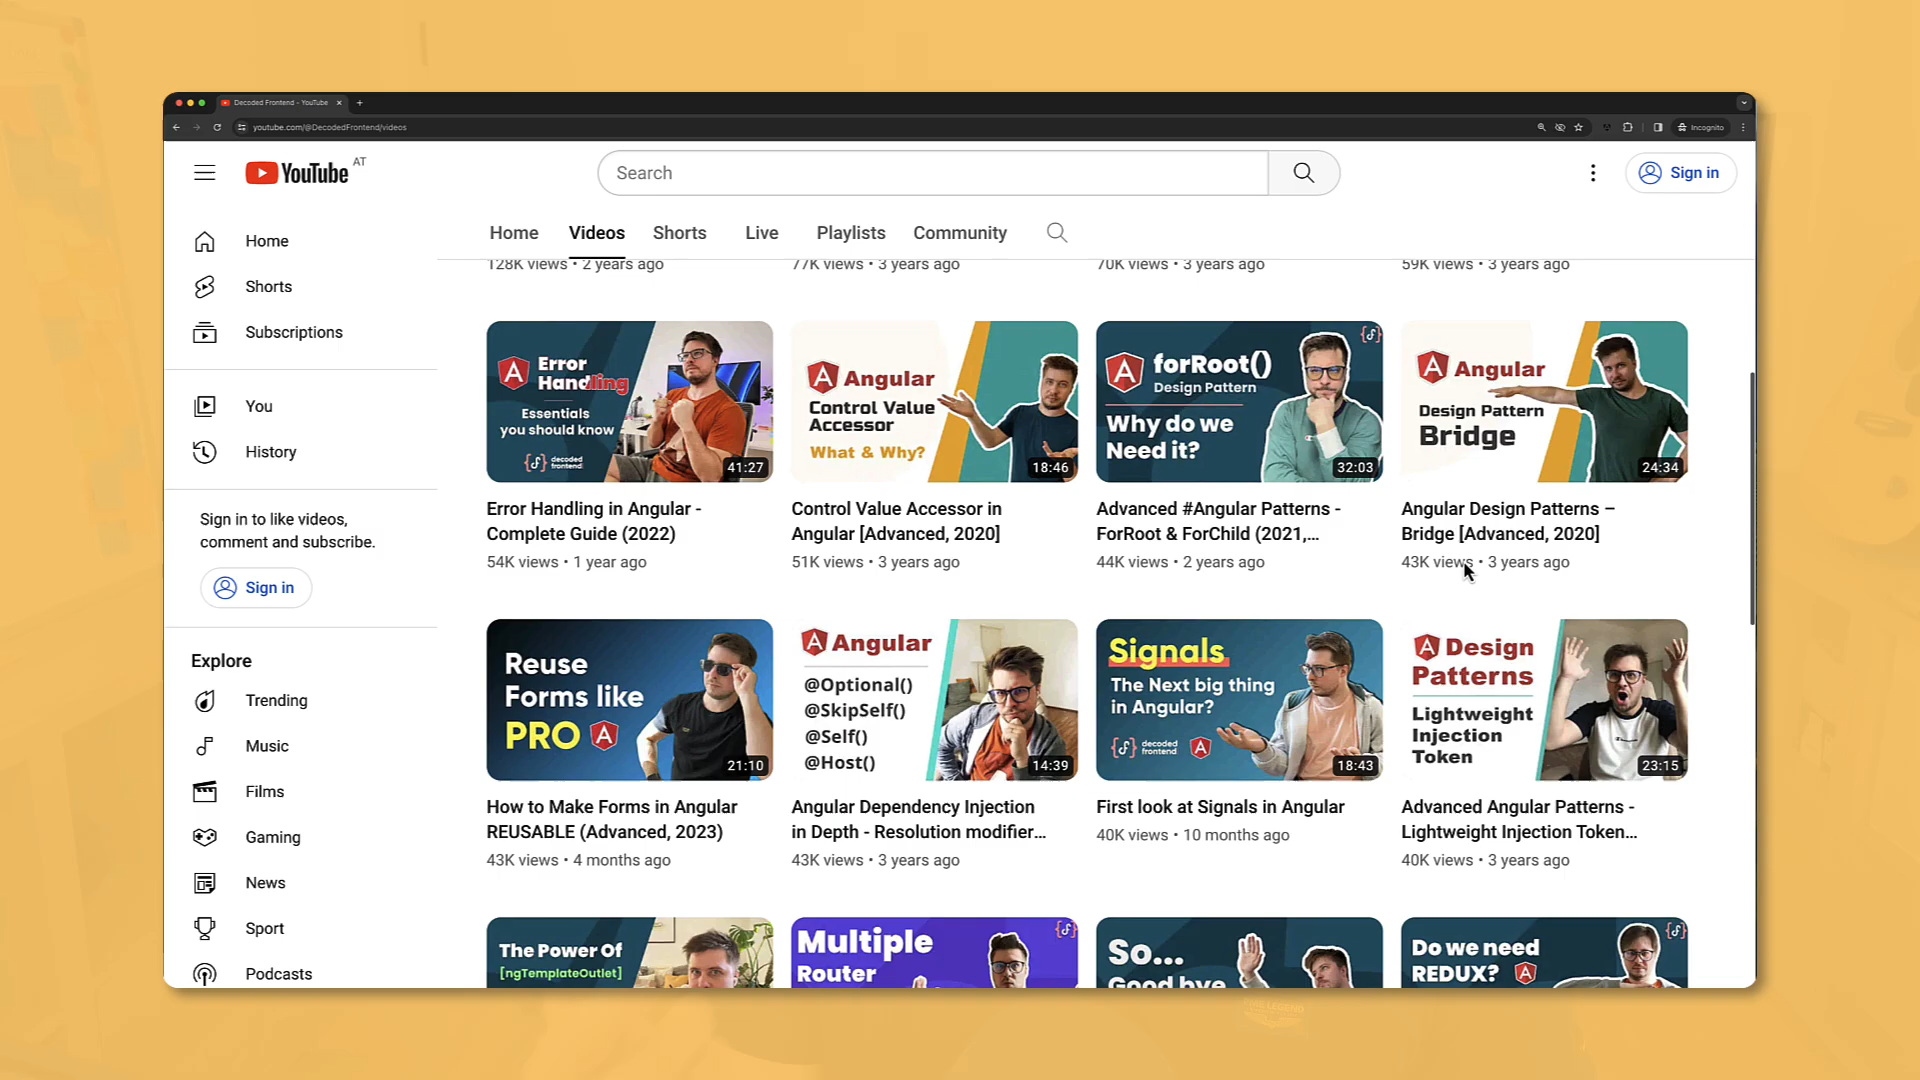 Decoded Frontend - YouTube
youtube.com/@DecodedFrontend/videos
Incognito
YouTube AT
Search
Sign in
Home
Videos
Shorts
Live
Playlists
Community
Home
Shorts
Subscriptions
You
History
Sign in to like videos,
comment and subscribe.
Sign in
Explore
Trending
Music
Films
Gaming
News
Sport
Podcasts
128K views • 2 years ago
77K views • 3 years ago
70K views • 3 years ago
59K views • 3 years ago
Error
Handling
Essentials
you should know
decoded
frontend
41:27
Error Handling in Angular -
Complete Guide (2022)
54K views • 1 year ago
Angular
Control Value
Accessor
What & Why?
18:46
Control Value Accessor in
Angular [Advanced, 2020]
51K views • 3 years ago
forRoot()
Design Pattern
Why do we
Need it?
32:03
Advanced #Angular Patterns -
ForRoot & ForChild (2021,...
44K views • 2 years ago
Angular
Design Pattern
Bridge
24:34
Angular Design Patterns –
Bridge [Advanced, 2020]
43K views • 3 years ago
Reuse
Forms like
PRO
21:10
How to Make Forms in Angular
REUSABLE (Advanced, 2023)
43K views • 4 months ago
Angular
@Optional()
@SkipSelf()
@Self()
@Host()
14:39
Angular Dependency Injection
in Depth - Resolution modifier...
43K views • 3 years ago
Signals
The Next big thing
in Angular?
decoded
frontend
18:43
First look at Signals in Angular
40K views • 10 months ago
Design
Patterns
Lightweight
Injection
Token
23:15
Advanced Angular Patterns -
Lightweight Injection Token...
40K views • 3 years ago
The Power Of
[ngTemplateOutlet]
Multiple
Router
So...
Good bye
Do we need
REDUX?